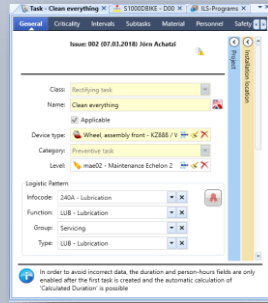 Task - Clean everything S1000DBIKE - D00 ILS-Programs
General Criticality Intervals Subtasks Material Personnel Safety
Issue: 002 (07.03.2018) Jörn Achatzi
Project
Installation location
Class: Rectifying task
Name: Clean everything
Applicable
Device type: Wheel, assembly front - KZ888 / V
Category: Preventive task
Level: mae02 - Maintenance Echelon 2
Logistic Pattern
Infocode: 240A - Lubrication
Function: LUB - Lubrication
Group: Servicing
Type: LUB - Lubrication
A
In order to avoid incorrect data, the duration and person-hours fields are only
enabled after the first task is created and the automatic calculation of
'Calculated Duration' is possible